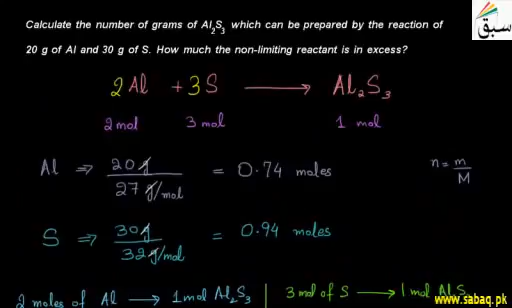 سبق
Calculate the number of grams of Al2S3 which can be prepared by the reaction of
20 g of Al and 30 g of S. How much the non-limiting reactant is in excess?
2Al + 3S ⟶ Al2S3
2 mol 3 mol 1 mol
Al ⇒ 20g / 27 g/mol = 0.74 moles
n = m/M
S ⇒ 30g / 32 g/mol = 0.94 moles
2 moles of Al → 1 mol Al2S3 | 3 mol of S → 1 mol Al2S
www.sabaq.pk